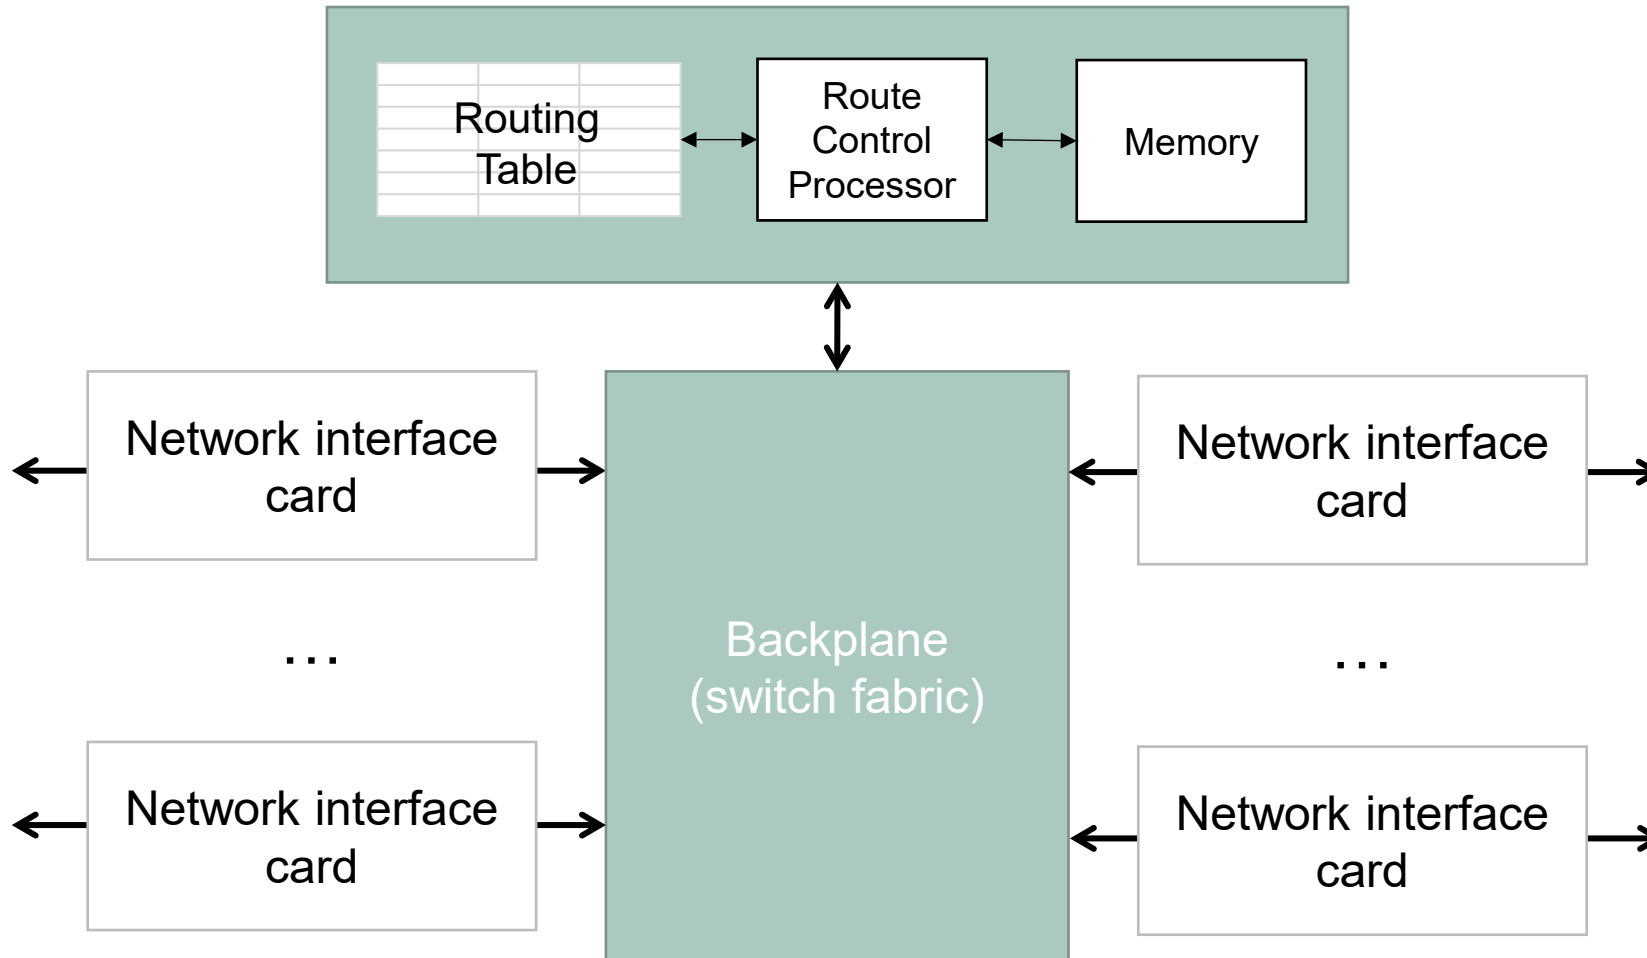 Routing
Table
Route
Control
Processor
Memory
Network interface
card
Network interface
card
…
Backplane
(switch fabric)
…
Network interface
card
Network interface
card